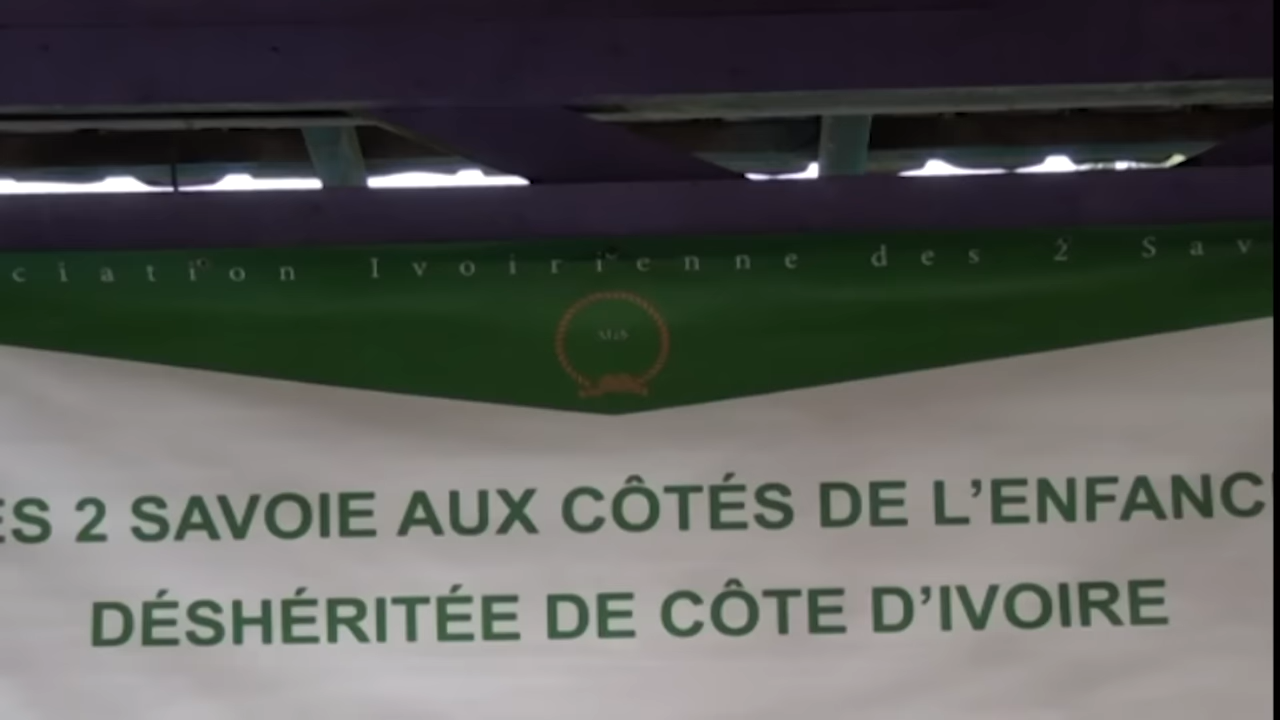 ciation Ivoirienne des 2 Sav
ES 2 SAVOIE AUX CÔTÉS DE L'ENFANC
DÉSHÉRITÉE DE CÔTE D'IVOIRE